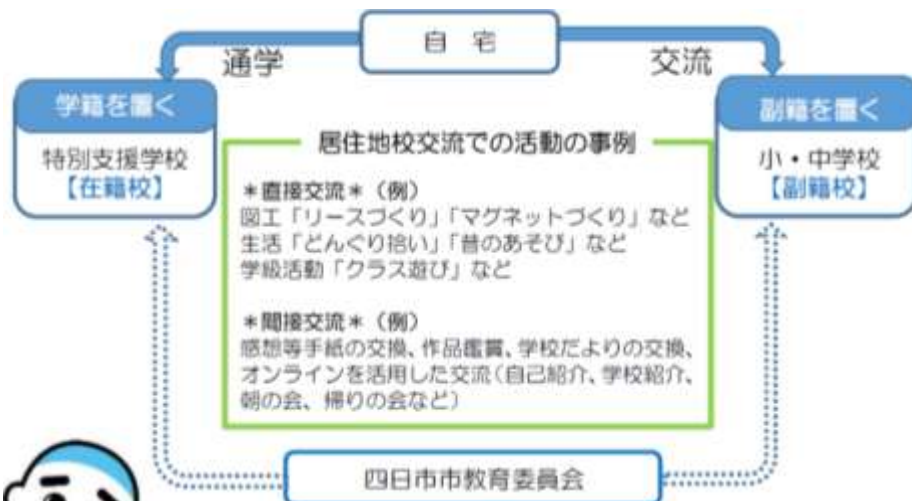 自 宅
通学
交流
学籍を置く
特別支援学校
【在籍校】
副籍を置く
小・中学校
【副籍校】
居住地校交流での活動の事例
＊直接交流＊（例）
図工「リースづくり」「マグネットづくり」など
生活「どんぐり拾い」「昔のあそび」など
学級活動「クラス遊び」など
＊間接交流＊（例）
感想等手紙の交換、作品鑑賞、学校だよりの交換、
オンラインを活用した交流（自己紹介、学校紹介、
朝の会、帰りの会など）
四日市市教育委員会